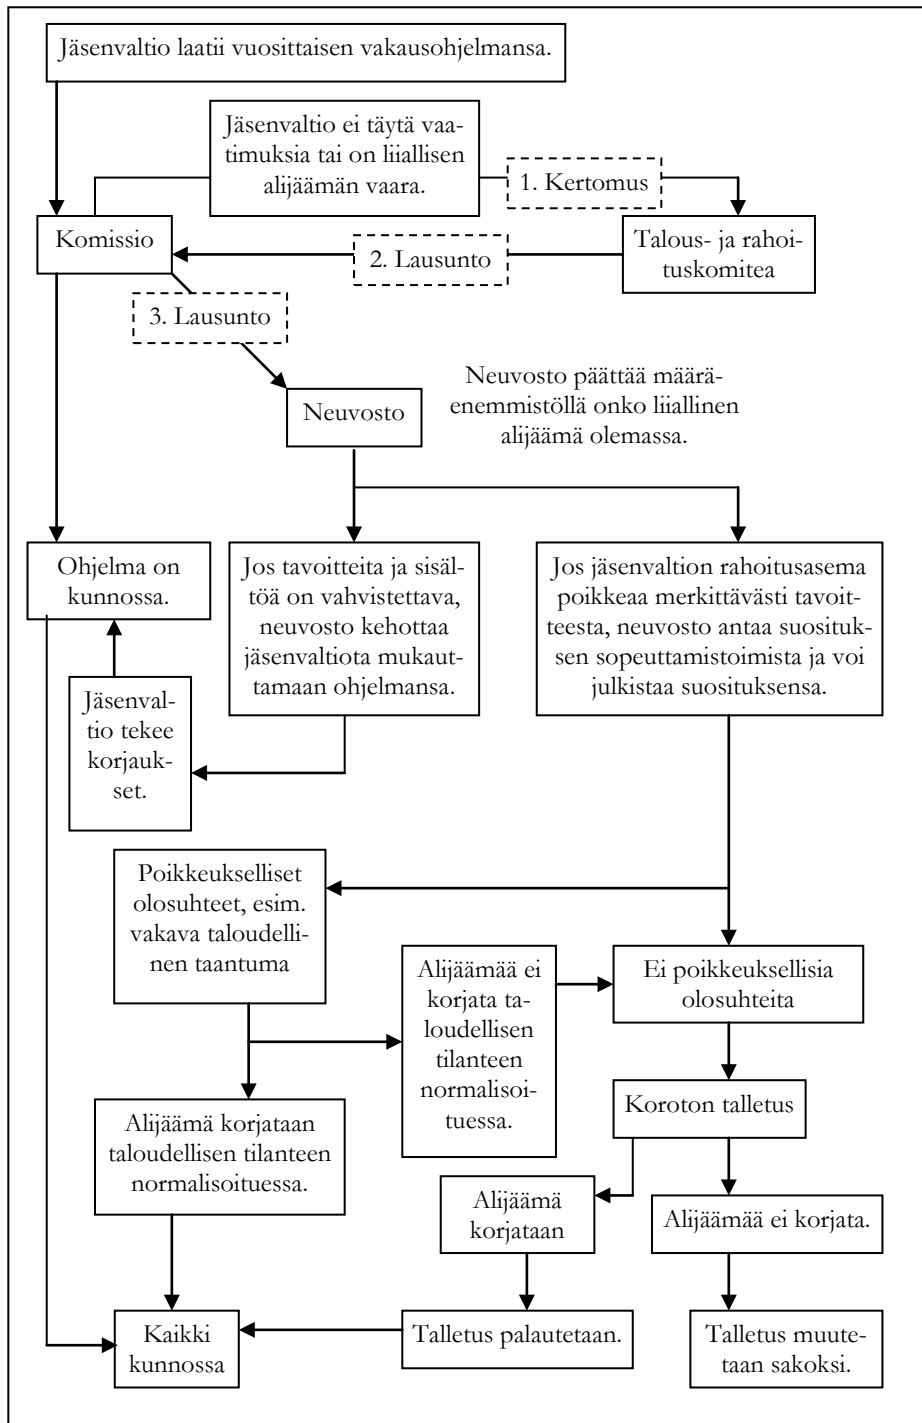 Jäsenvaltio laatii vuosittaisen vakausohjelmansa.
Jäsenvaltio ei täytä vaa-
timuksia tai on liiallisen
alijäämän vaara.
1. Kertomus
Komissio
2. Lausunto
Talous- ja rahoi-
tuskomitea
3. Lausunto
Neuvosto
Neuvosto päättää määrä-
enemmistöllä onko liiallinen
alijäämä olemassa.
Ohjelma on
kunnossa.
Jos tavoitteita ja sisäl-
töä on vahvistettava,
neuvosto kehottaa
jäsenvaltiota mukaut-
tamaan ohjelmansa.
Jos jäsenvaltion rahoitusasema
poikkeaa merkittävästi tavoit-
teesta, neuvosto antaa suosituk-
sen sopeuttamistoimista ja voi
julkistaa suosituksensa.
Jäsenval-
tio tekee
korjauk-
set.
Poikkeukselliset
olosuhteet, esim.
vakava taloudelli-
nen taantuma
Alijäämää ei
korjata ta-
loudellisen
tilanteen
normalisoi-
tuessa.
Ei poikkeuksellisia
olosuhteita
Koroton talletus
Alijäämä korjataan
taloudellisen tilanteen
normalisoituessa.
Alijäämä
korjataan
Alijäämää ei korjata.
Kaikki
kunnossa
Talletus palautetaan.
Talletus muute-
taan sakoksi.